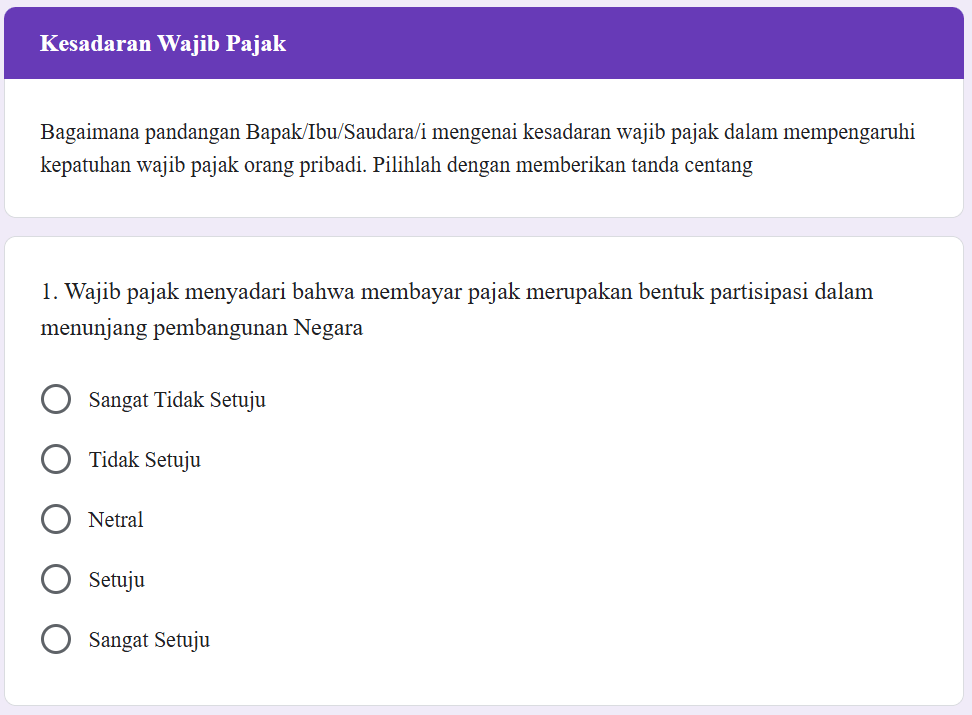 Kesadaran Wajib Pajak
Bagaimana pandangan Bapak/Ibu/Saudara/i mengenai kesadaran wajib pajak dalam mempengaruhi
kepatuhan wajib pajak orang pribadi. Pilihlah dengan memberikan tanda centang
1. Wajib pajak menyadari bahwa membayar pajak merupakan bentuk partisipasi dalam
menunjang pembangunan Negara
Sangat Tidak Setuju
Tidak Setuju
Netral
Setuju
Sangat Setuju